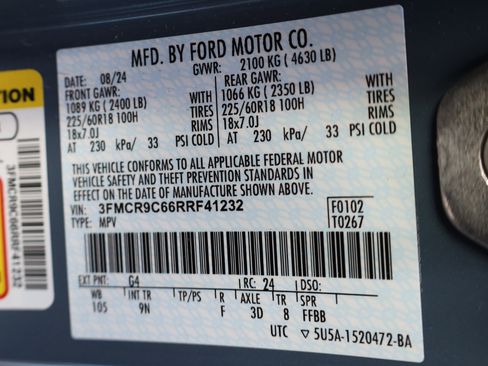 MFD. BY FORD MOTOR CO.
DATE: 08/24 GVWR: 2100 KG ( 4630 LB)
FRONT GAWR: REAR GAWR:
1089 KG ( 2400 LB) WITH 1066 KG ( 2350 LB) WITH
225/60R18 100H TIRES 225/60R18 100H TIRES
18x7.0J RIMS 18x7.0J RIMS
AT 230 kPa/ 33 PSI COLD AT 230 kPa/ 33 PSI COLD
THIS VEHICLE CONFORMS TO ALL APPLICABLE FEDERAL MOTOR
VEHICLE SAFETY, BUMPER, AND THEFT PREVENTION STANDARDS IN
EFFECT ON THE DATE OF MANUFACTURE SHOWN ABOVE.
VIN: 3FMCR9C66RRF41232 F0102
TYPE: MPV T0267
EXT PNT: G4 RC: 24 DSO:
WB INT TR TP/PS R AXLE TR SPR
105 9N F 3D 8 FFBB
UTC ▽ 5U5A-1520472-BA
TION
3FMCR9C66RRF41232